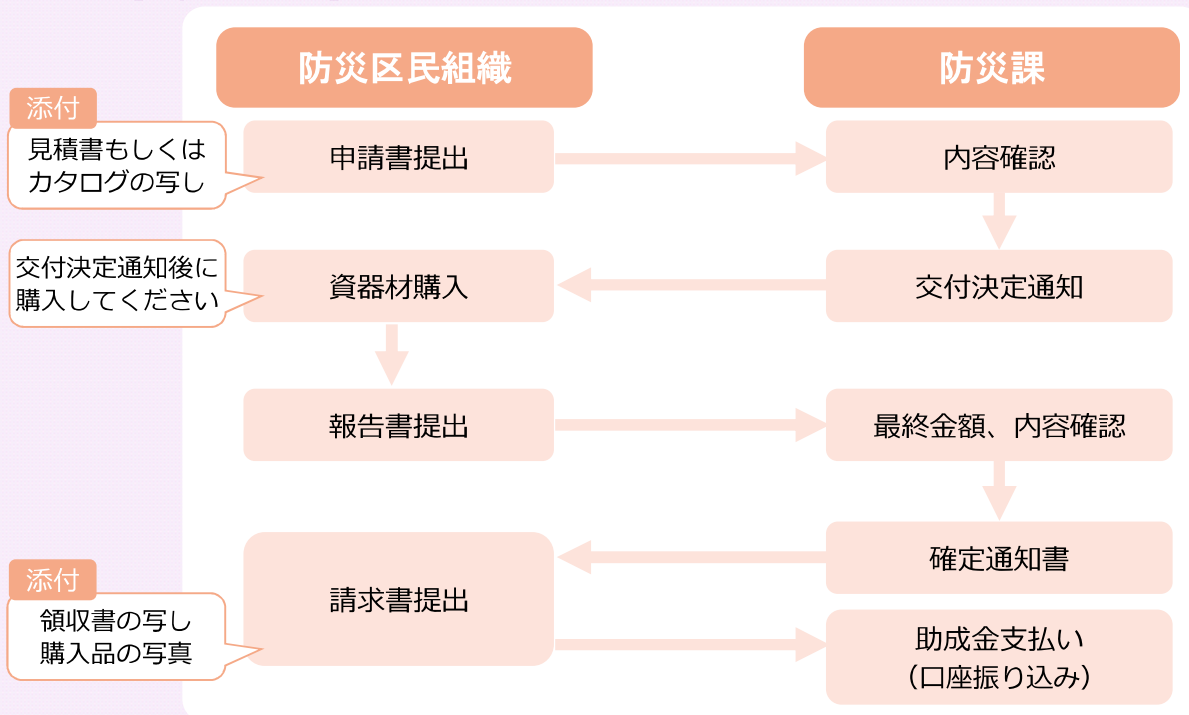 防災区民組織
防災課
添付
見積書もしくは
カタログの写し
申請書提出
内容確認
交付決定通知後に
購入してください
資器材購入
交付決定通知
報告書提出
最終金額、内容確認
確定通知書
添付
領収書の写し
購入品の写真
請求書提出
助成金支払い
（口座振り込み）